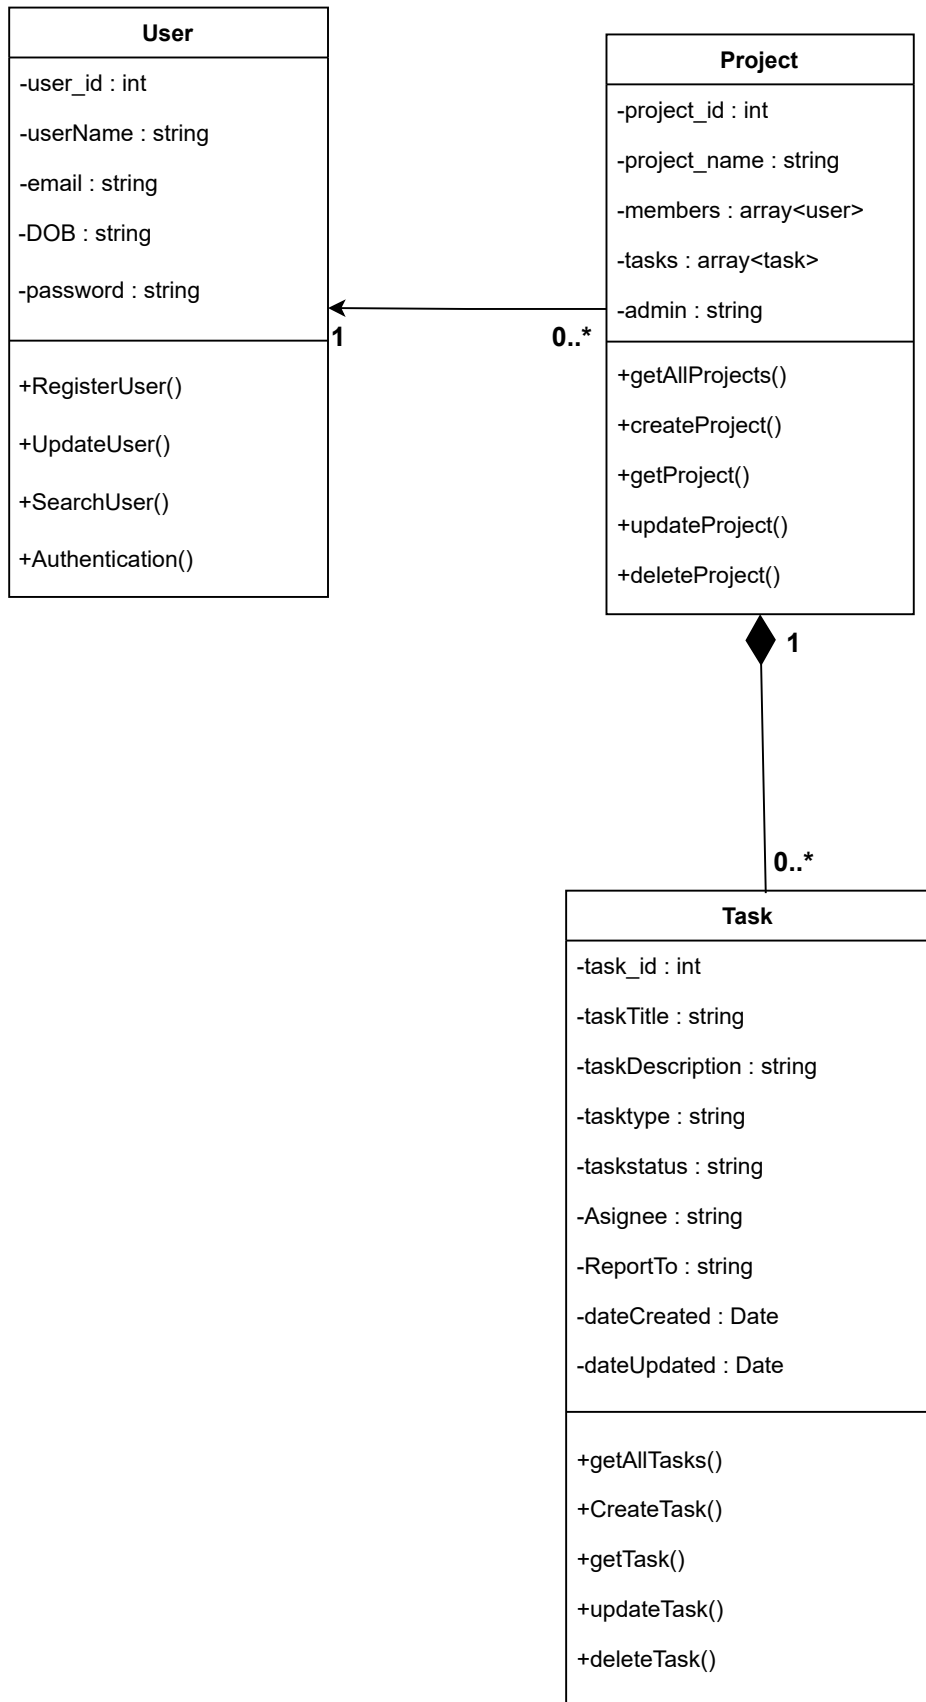 User
-user_id : int
-userName : string
-email : string
-DOB : string
-password : string
+RegisterUser()
+UpdateUser()
+SearchUser()
+Authentication()
1
0..*
Project
-project_id : int
-project_name : string
-members : array<user>
-tasks : array<task>
-admin : string
+getAllProjects()
+createProject()
+getProject()
+updateProject()
+deleteProject()
1
0..*
Task
-task_id : int
-taskTitle : string
-taskDescription : string
-tasktype : string
-taskstatus : string
-Asignee : string
-ReportTo : string
-dateCreated : Date
-dateUpdated : Date
+getAllTasks()
+CreateTask()
+getTask()
+updateTask()
+deleteTask()